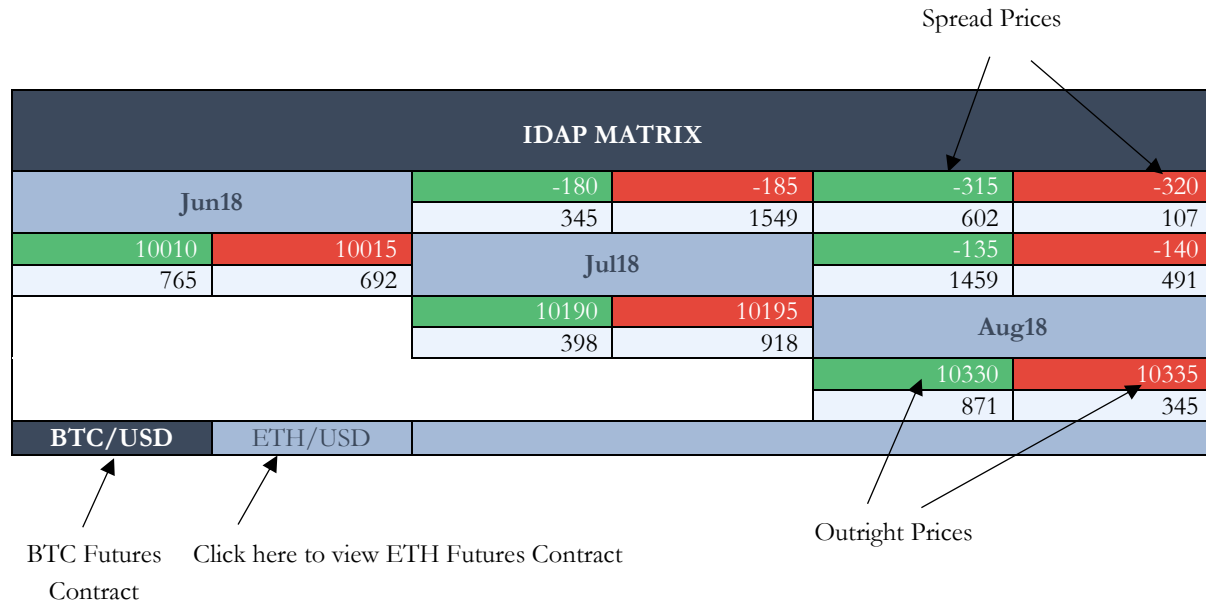 Spread Prices
IDAP MATRIX
Jun18 -180 -185 -315 -320
345 1549 602 107
10010 10015 Jul18 -135 -140
765 692 1459 491
10190 10195 Aug18
398 918
10330 10335
871 345
BTC/USD ETH/USD
Outright Prices
BTC Futures Click here to view ETH Futures Contract
Contract